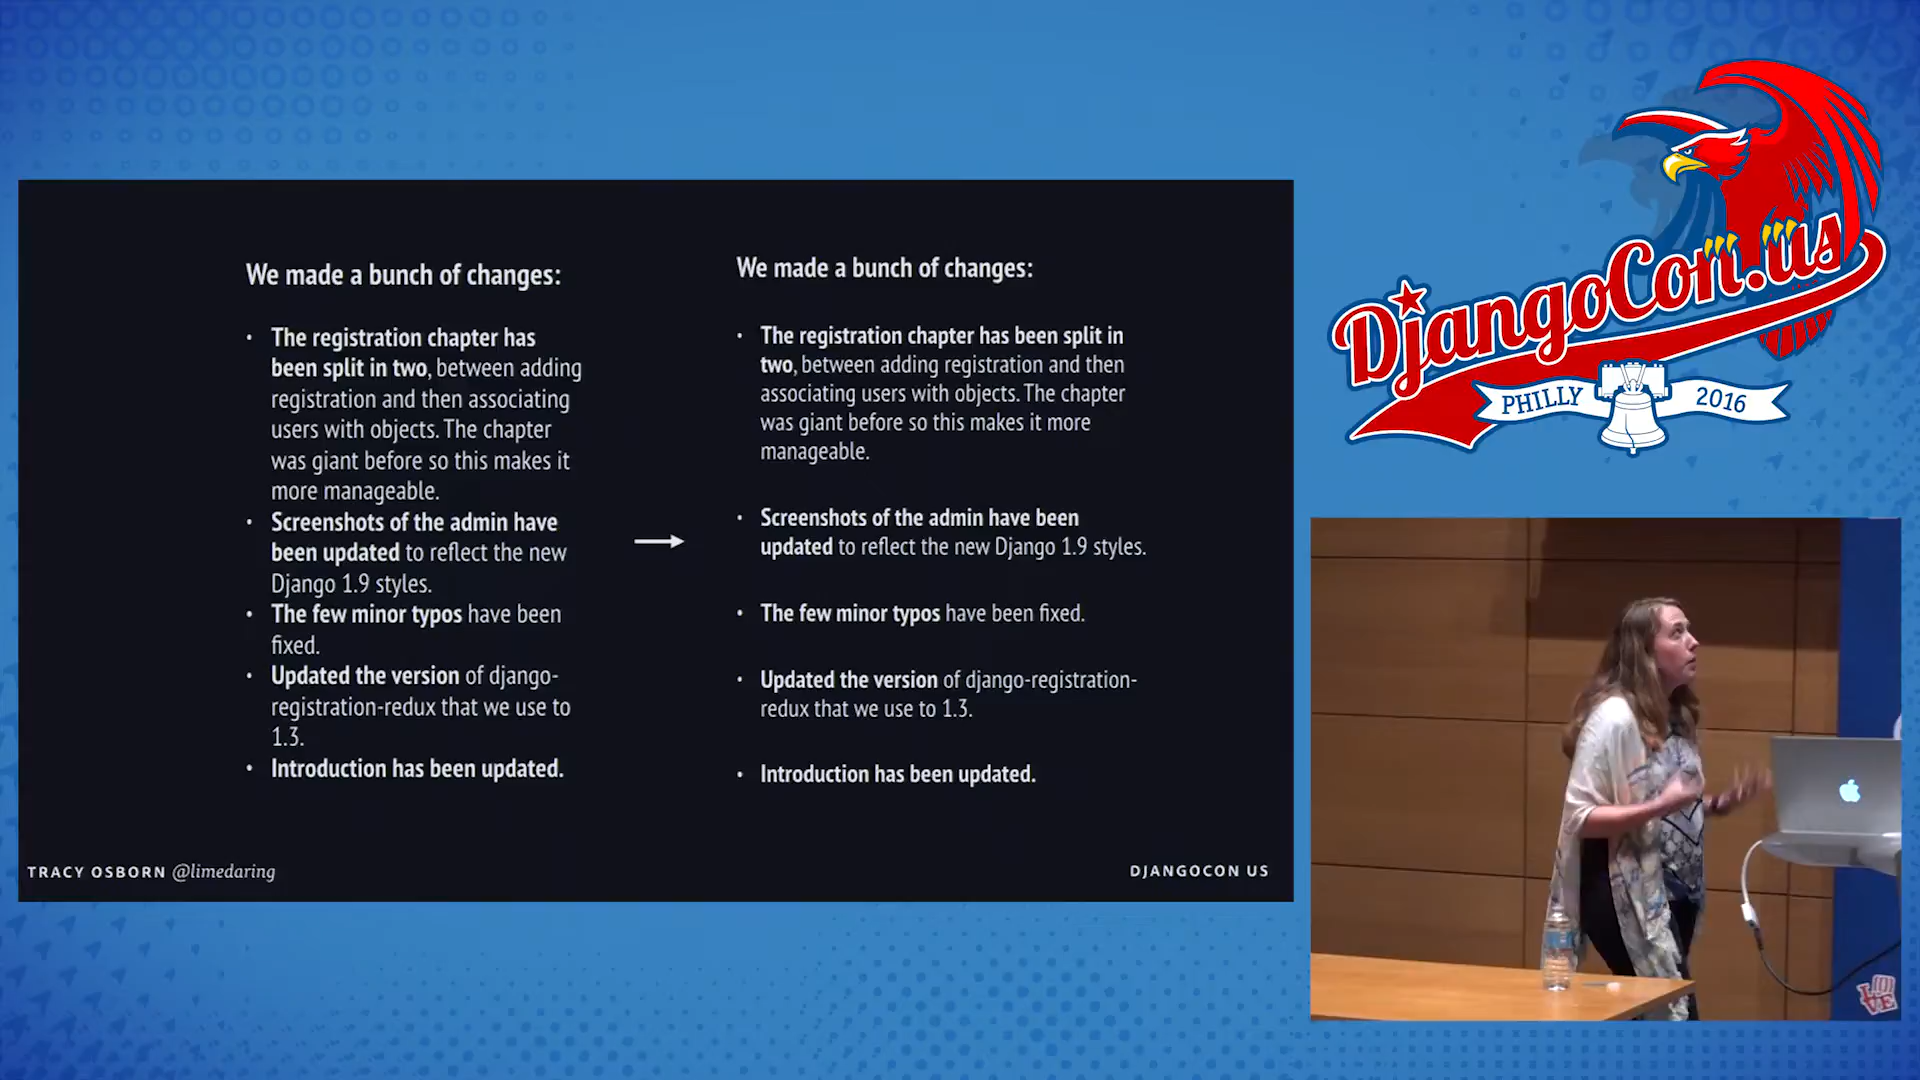 We made a bunch of changes:
• The registration chapter has
been split in two, between adding
registration and then associating
users with objects. The chapter
was giant before so this makes it
more manageable.
• Screenshots of the admin have
been updated to reflect the new
Django 1.9 styles.
• The few minor typos have been
fixed.
• Updated the version of django-
registration-redux that we use to
1.3.
• Introduction has been updated.
We made a bunch of changes:
• The registration chapter has been split in
two, between adding registration and then
associating users with objects. The chapter
was giant before so this makes it more
manageable.
• Screenshots of the admin have been
updated to reflect the new Django 1.9 styles.
• The few minor typos have been fixed.
• Updated the version of django-registration-
redux that we use to 1.3.
• Introduction has been updated.
TRACY OSBORN @limedaring
DJANGOCON US
DjangoCon.us
PHILLY 2016
LOVE